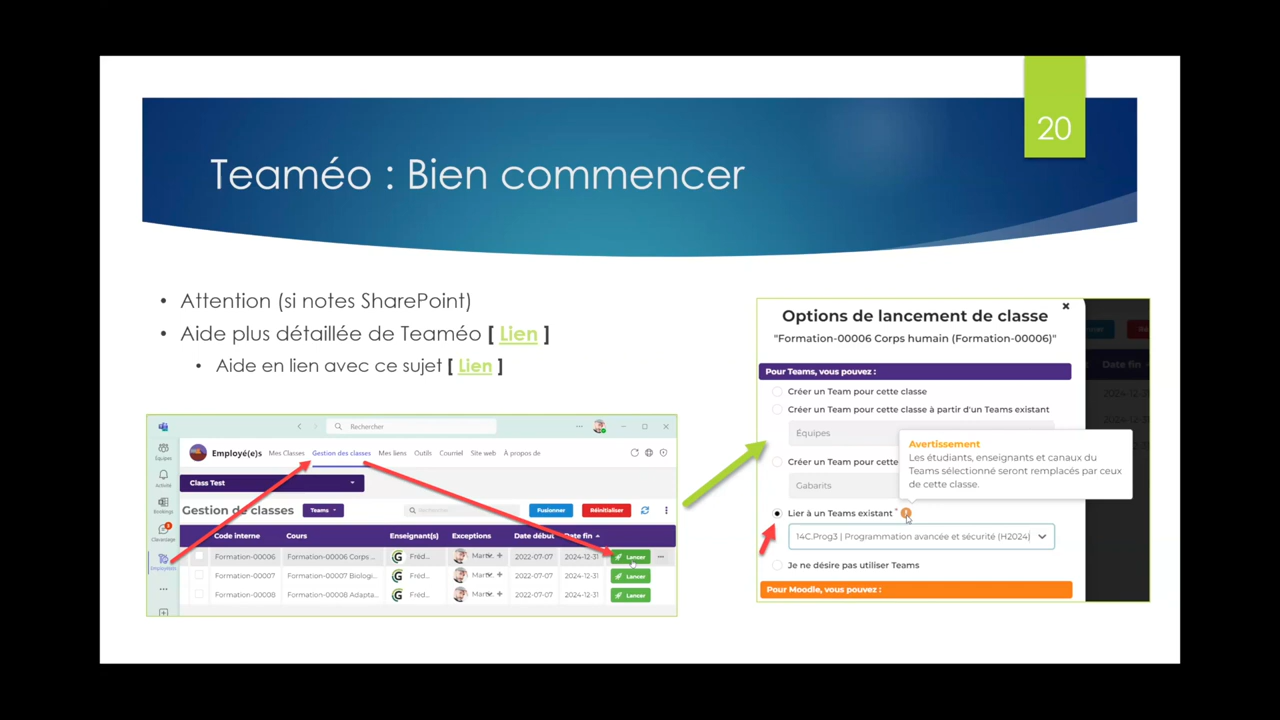 20
Teaméo : Bien commencer
• Attention (si notes SharePoint)
• Aide plus détaillée de Teaméo [ Lien ]
• Aide en lien avec ce sujet [ Lien ]
Rechercher
Employé(e)s Mes Classes Gestion des classes Mes liens Outils Courriel Site web À propos de
Class Test
Gestion de classes Teams Fusionner Réinitialiser
Code interne Cours Enseignant(s) Exceptions Date début Date fin
Formation-00006 Formation-00006 Corps ... Fréd... Martin... + 2022-07-07 2024-12-31 Lancer
Formation-00007 Formation-00007 Biologi... Fréd... Martin... + 2022-07-07 2024-12-31 Lancer
Formation-00008 Formation-00008 Adapta... Fréd... Martin... + 2022-07-07 2024-12-31 Lancer
Options de lancement de classe
"Formation-00006 Corps humain (Formation-00006)"
Pour Teams, vous pouvez :
Créer un Team pour cette classe
Créer un Team pour cette classe à partir d'un Teams existant
Équipes
Créer un Team pour cette
Gabarits
Avertissement
Les étudiants, enseignants et canaux du
Teams sélectionné seront remplacés par ceux
de cette classe.
Lier à un Teams existant *
14C.Prog3 | Programmation avancée et sécurité (H2024)
Je ne désire pas utiliser Teams
Pour Moodle, vous pouvez :
Date fin